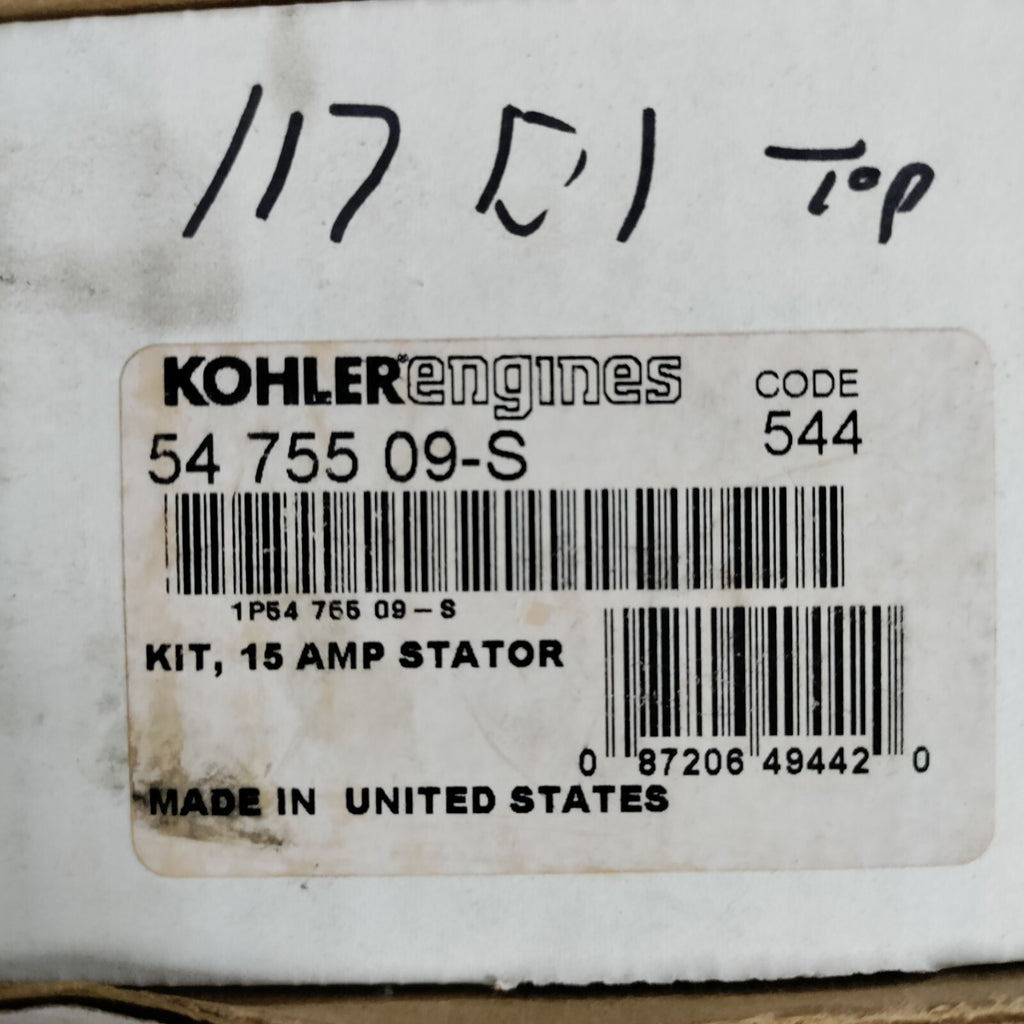 117 D1 Top
KOHLER® engines
CODE
54 755 09-S
544
1P54 755 09-S
KIT, 15 AMP STATOR
0 87206 49442 0
MADE IN UNITED STATES